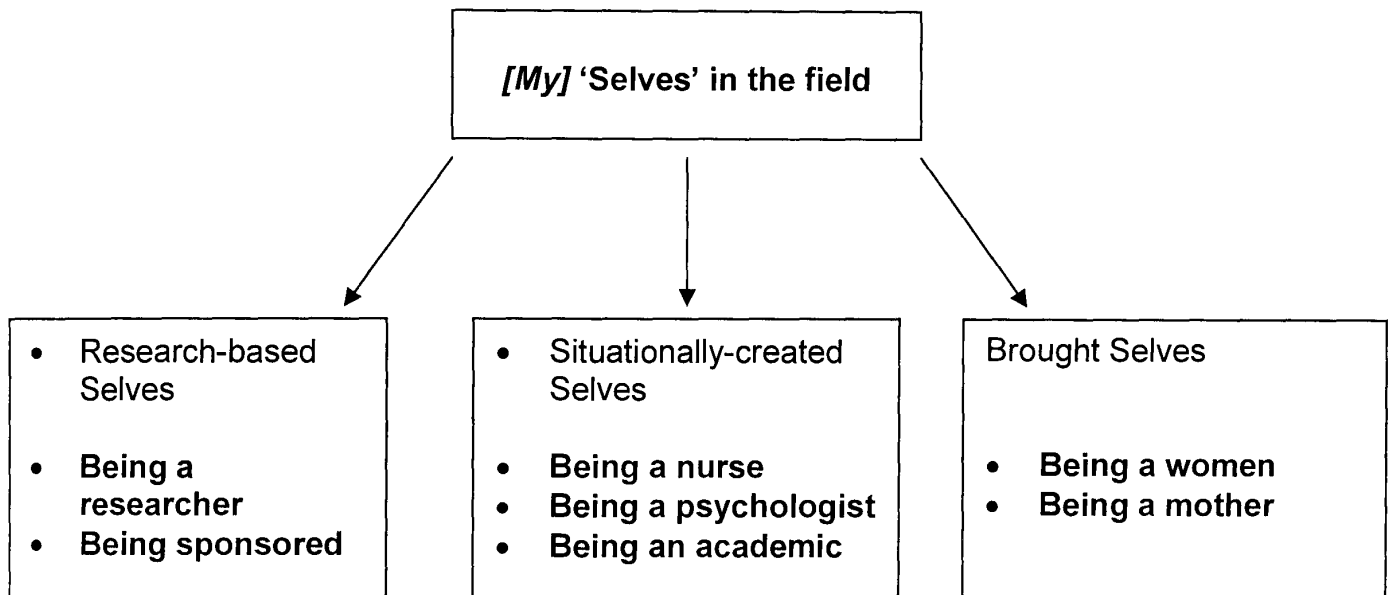 [My] ‘Selves’ in the field
• Research-based
Selves
• Being a
researcher
• Being sponsored
• Situationally-created
Selves
• Being a nurse
• Being a psychologist
• Being an academic
Brought Selves
• Being a women
• Being a mother